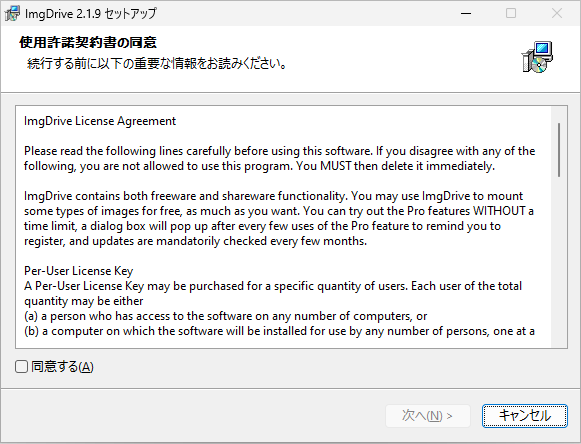 ImgDrive 2.1.9 セットアップ
使用許諾契約書の同意
続行する前に以下の重要な情報をお読みください。
ImgDrive License Agreement
Please read the following lines carefully before using this software. If you disagree with any of the
following, you are not allowed to use this program. You MUST then delete it immediately.
ImgDrive contains both freeware and shareware functionality. You may use ImgDrive to mount
some types of images for free, as much as you want. You can try out the Pro features WITHOUT a
time limit, a dialog box will pop up after every few uses of the Pro feature to remind you to
register, and updates are mandatorily checked every few months.
Per-User License Key
A Per-User License Key may be purchased for a specific quantity of users. Each user of the total
quantity may be either
(a) a person who has access to the software on any number of computers, or
(b) a computer on which the software will be installed for use by any number of persons, one at a
同意する(A)
次へ(N) >
キャンセル